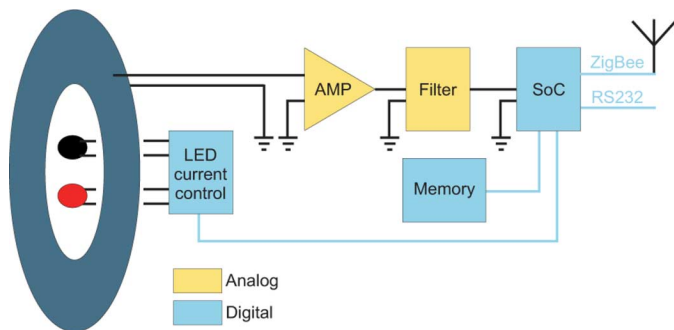 ZigBee
AMP
Filter
SoC
RS232
LED
current
control
Memory
Analog
Digital